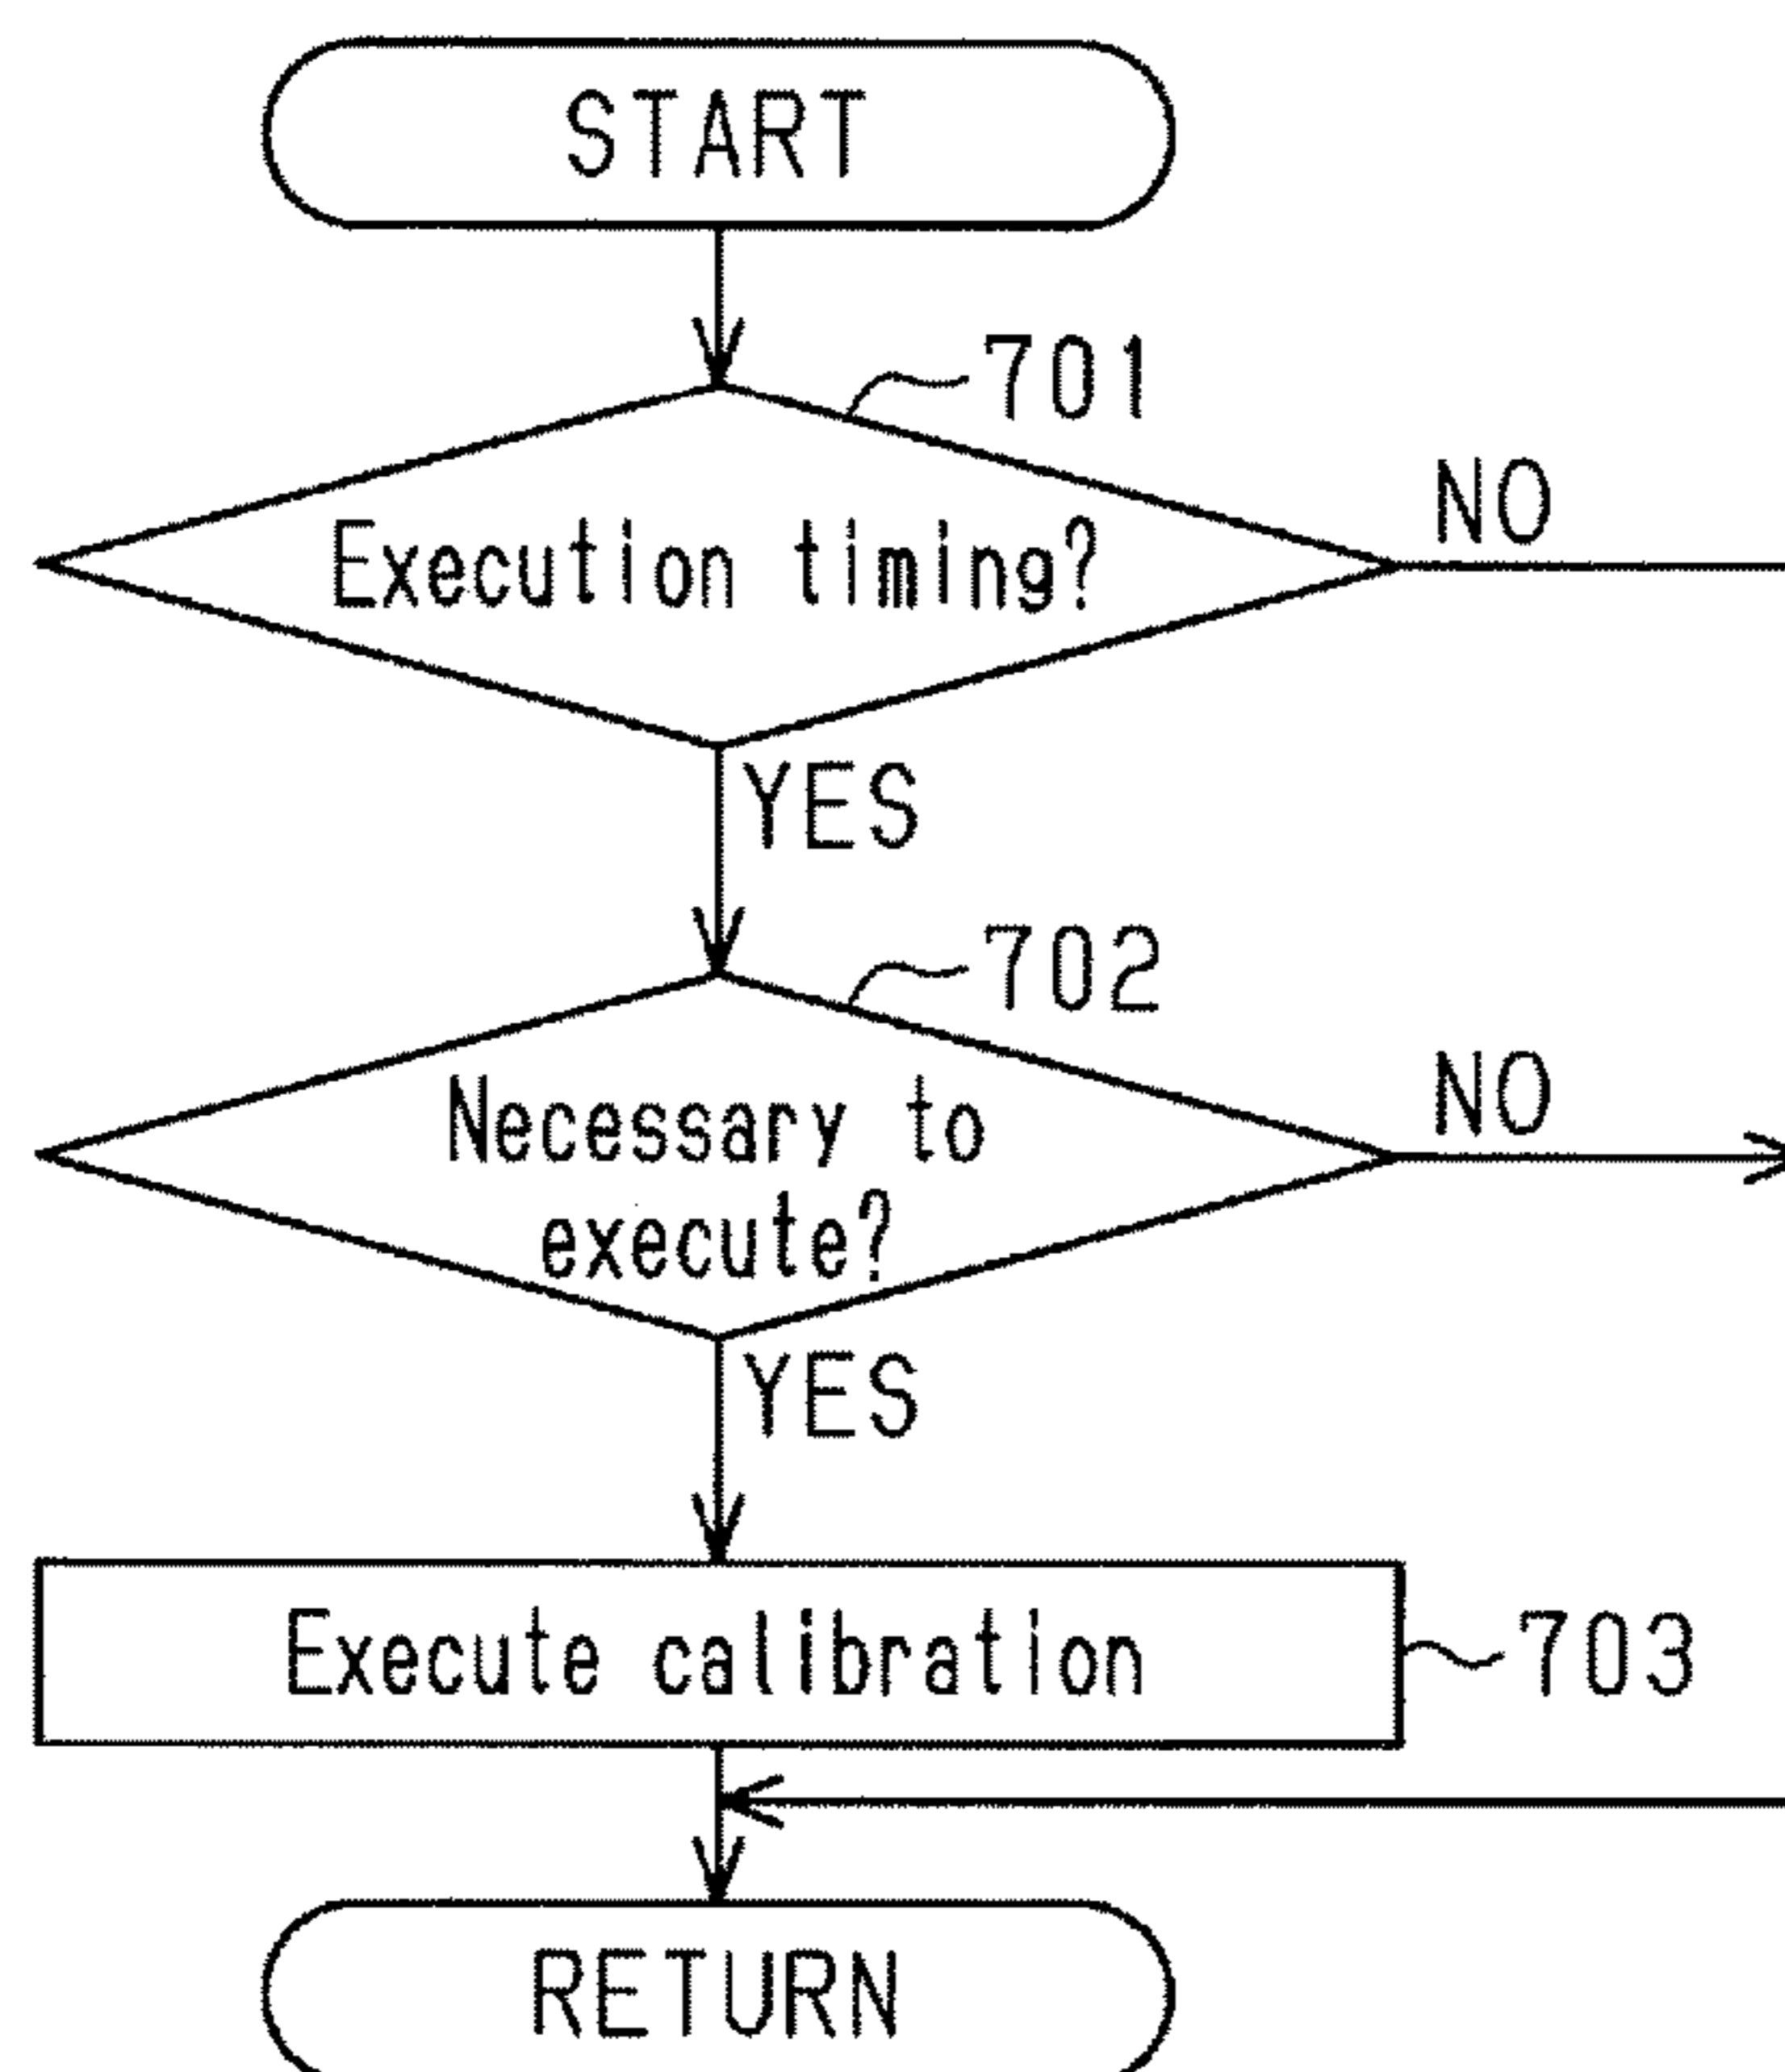 START
701
Execution timing?
NO
YES
702
Necessary to
execute?
NO
YES
Execute calibration
703
RETURN